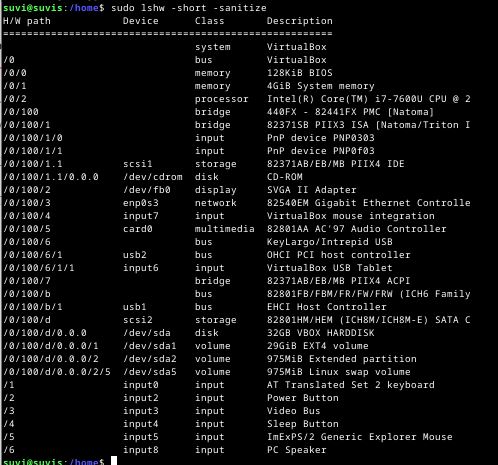 suvi@suvis:/home$ sudo lshw -short -sanitize
H/W path            Device      Class       Description
=======================================================
                                system      VirtualBox
/0                              bus         VirtualBox
/0/0                            memory      128KiB BIOS
/0/1                            memory      4GiB System memory
/0/2                            processor   Intel(R) Core(TM) i7-7600U CPU @ 2
/0/100                          bridge      440FX - 82441FX PMC [Natoma]
/0/100/1                        bridge      82371SB PIIX3 ISA [Natoma/Triton I
/0/100/1/0                      input       PnP device PNP0303
/0/100/1/1                      input       PnP device PNP0f03
/0/100/1.1          scsi1       storage     82371AB/EB/MB PIIX4 IDE
/0/100/1.1/0.0.0    /dev/cdrom  disk        CD-ROM
/0/100/2            /dev/fb0    display     SVGA II Adapter
/0/100/3            enp0s3      network     82540EM Gigabit Ethernet Controlle
/0/100/4            input7      input       VirtualBox mouse integration
/0/100/5            card0       multimedia  82801AA AC'97 Audio Controller
/0/100/6                        bus         KeyLargo/Intrepid USB
/0/100/6/1          usb2        bus         OHCI PCI host controller
/0/100/6/1/1        input6      input       VirtualBox USB Tablet
/0/100/7                        bridge      82371AB/EB/MB PIIX4 ACPI
/0/100/b                        bus         82801FB/FBM/FR/FW/FRW (ICH6 Family
/0/100/b/1          usb1        bus         EHCI Host Controller
/0/100/d            scsi2       storage     82801HM/HEM (ICH8M/ICH8M-E) SATA C
/0/100/d/0.0.0      /dev/sda    disk        32GB VBOX HARDDISK
/0/100/d/0.0.0/1    /dev/sda1   volume      29GiB EXT4 volume
/0/100/d/0.0.0/2    /dev/sda2   volume      975MiB Extended partition
/0/100/d/0.0.0/2/5  /dev/sda5   volume      975MiB Linux swap volume
/1                  input0      input       AT Translated Set 2 keyboard
/2                  input2      input       Power Button
/3                  input3      input       Video Bus
/4                  input4      input       Sleep Button
/5                  input5      input       ImExPS/2 Generic Explorer Mouse
/6                  input8      input       PC Speaker
suvi@suvis:/home$